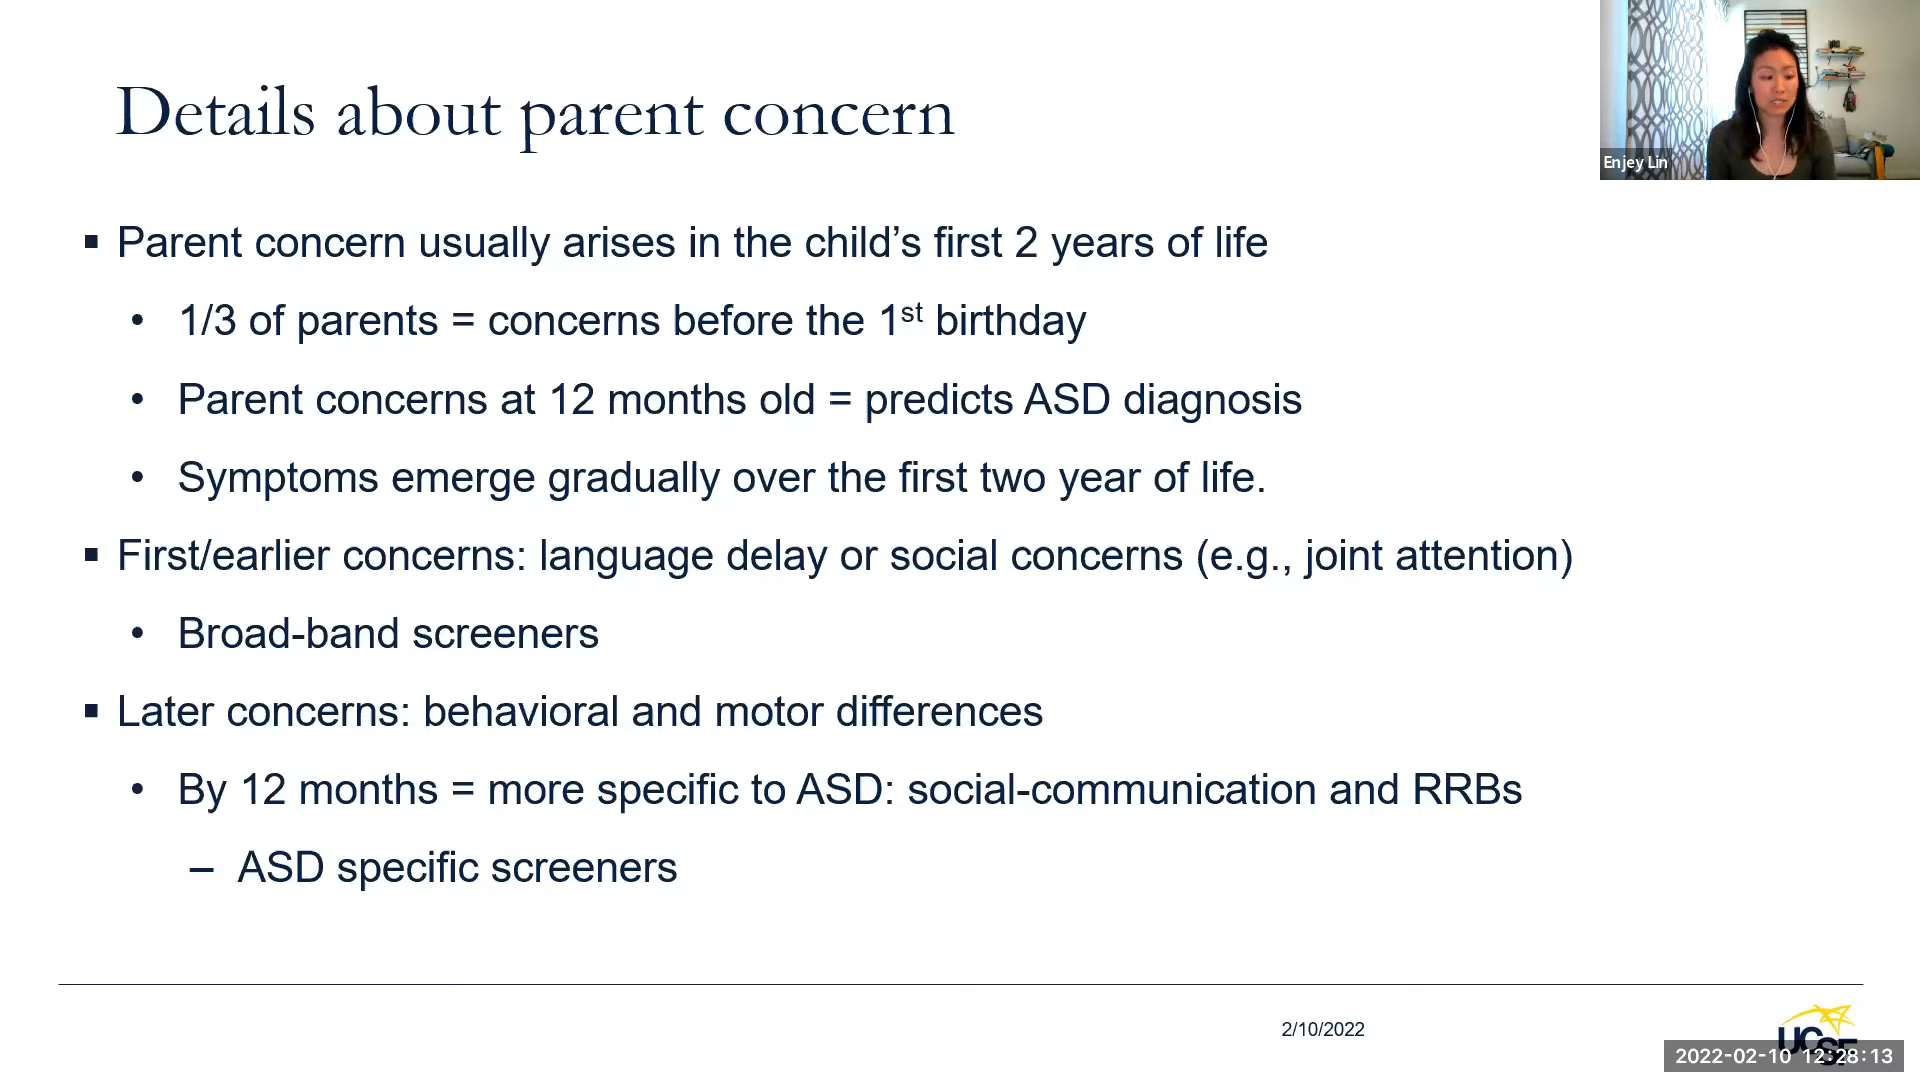 Details about parent concern
Enjey Lin
▪ Parent concern usually arises in the child’s first 2 years of life
• 1/3 of parents = concerns before the 1st birthday
• Parent concerns at 12 months old = predicts ASD diagnosis
• Symptoms emerge gradually over the first two year of life.
▪ First/earlier concerns: language delay or social concerns (e.g., joint attention)
• Broad-band screeners
▪ Later concerns: behavioral and motor differences
• By 12 months = more specific to ASD: social-communication and RRBs
– ASD specific screeners
2/10/2022
UCSF
2022-02-10 12:28:13